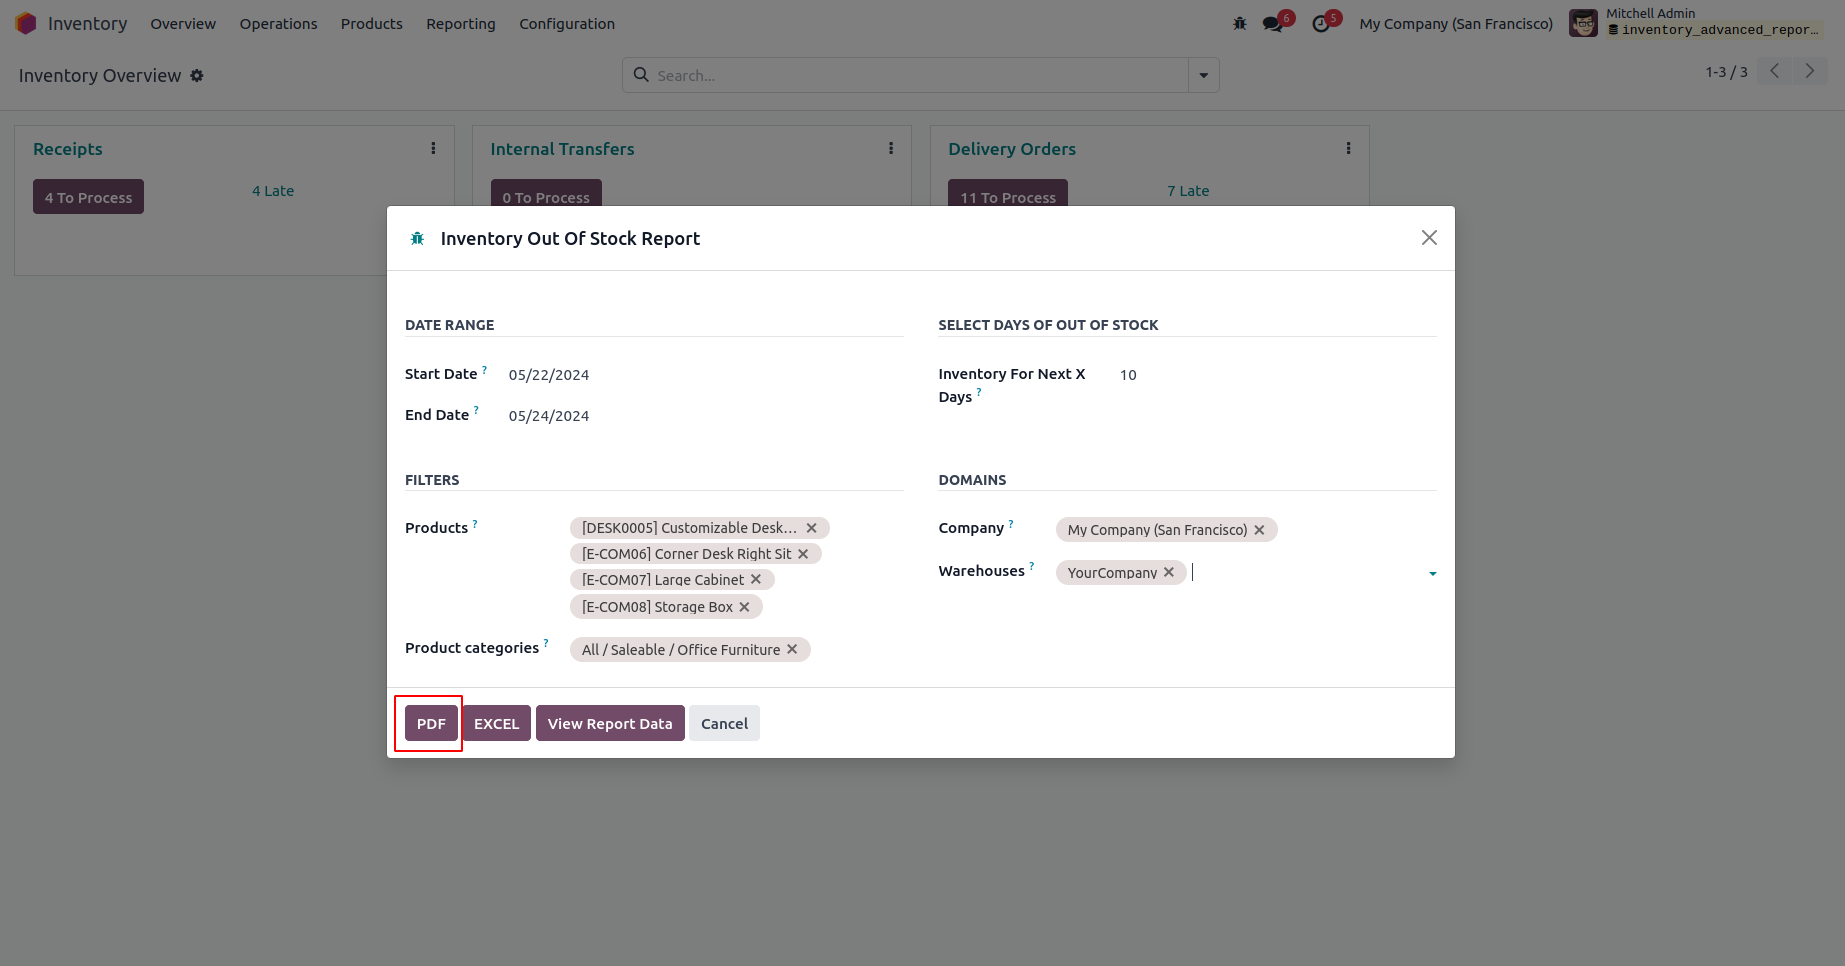 Inventory Overview Operations Products Reporting Configuration 6 5 My Company (San Francisco) Mitchell Admin
inventory_advanced_repor...
Inventory Overview Search... 1-3 / 3
Receipts Internal Transfers Delivery Orders
4 To Process 4 Late 0 To Process 11 To Process 7 Late
Inventory Out Of Stock Report
DATE RANGE
Start Date ? 05/22/2024
End Date ? 05/24/2024
SELECT DAYS OF OUT OF STOCK
Inventory For Next X 10
Days ?
FILTERS
Products ? [DESK0005] Customizable Desk...
[E-COM06] Corner Desk Right Sit
[E-COM07] Large Cabinet
[E-COM08] Storage Box
Product categories ? All / Saleable / Office Furniture
DOMAINS
Company ? My Company (San Francisco)
Warehouses ? YourCompany
PDF EXCEL View Report Data Cancel